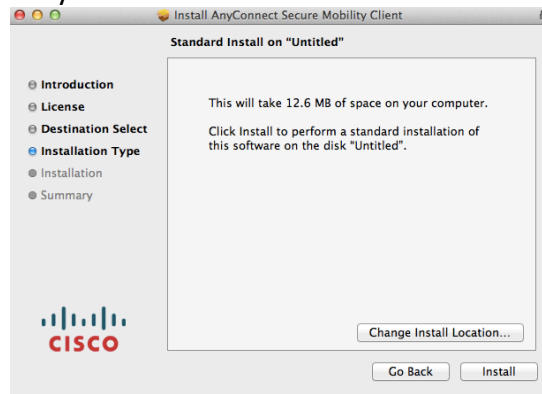 Install AnyConnect Secure Mobility Client
Standard Install on “Untitled”
Introduction
License
Destination Select
Installation Type
Installation
Summary
This will take 12.6 MB of space on your computer.
Click Install to perform a standard installation of
this software on the disk “Untitled”.
Change Install Location...
CISCO
Go Back
Install